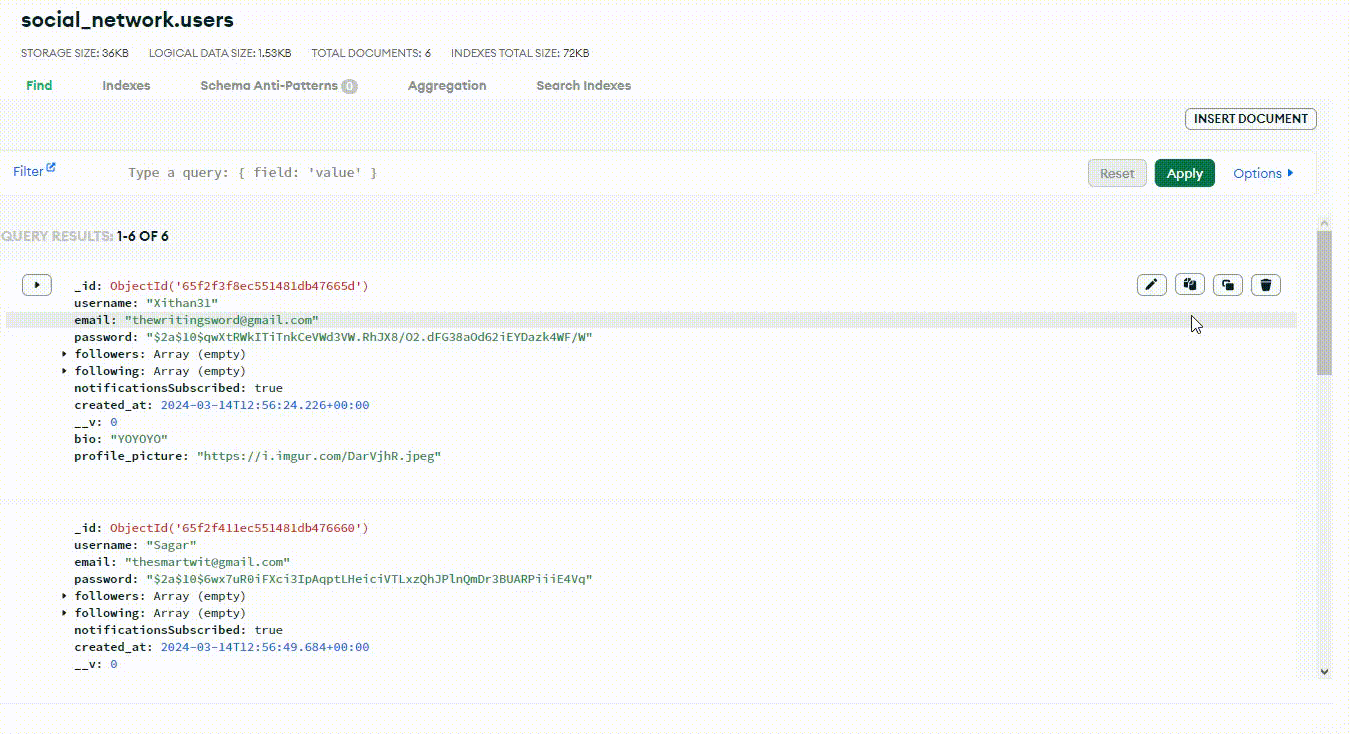 social_network.users
STORAGE SIZE: 36KB LOGICAL DATA SIZE: 1.53KB TOTAL DOCUMENTS: 6 INDEXES TOTAL SIZE: 72KB
Find Indexes Schema Anti-Patterns 0 Aggregation Search Indexes
INSERT DOCUMENT
Filter Type a query: { field: 'value' } Reset Apply Options
QUERY RESULTS: 1-6 OF 6
_id: ObjectId('65f2f3f8ec551481db47665d')
username: "Xithan31"
email: "thewritingsword@gmail.com"
password: "$2a$10$qwXtRWkITiTnkCeVWd3VW.RhJX8/O2.dFG38aOd62iEYDazk4WF/W"
followers: Array (empty)
following: Array (empty)
notificationsSubscribed: true
created_at: 2024-03-14T12:56:24.226+00:00
__v: 0
bio: "YOYOYO"
profile_picture: "https://i.imgur.com/DarVjhR.jpeg"
_id: ObjectId('65f2f411ec551481db476660')
username: "Sagar"
email: "thesmartwit@gmail.com"
password: "$2a$10$6wx7uR0iFXci3IpAqptLHeiciVTLxzQhJPlnQmDr3BUARPiiiE4Vq"
followers: Array (empty)
following: Array (empty)
notificationsSubscribed: true
created_at: 2024-03-14T12:56:49.684+00:00
__v: 0